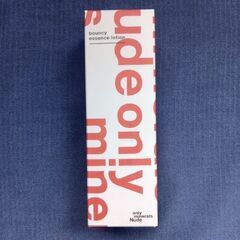 bouncy
essence lotion
ude only
mine
only
minerals
Nude